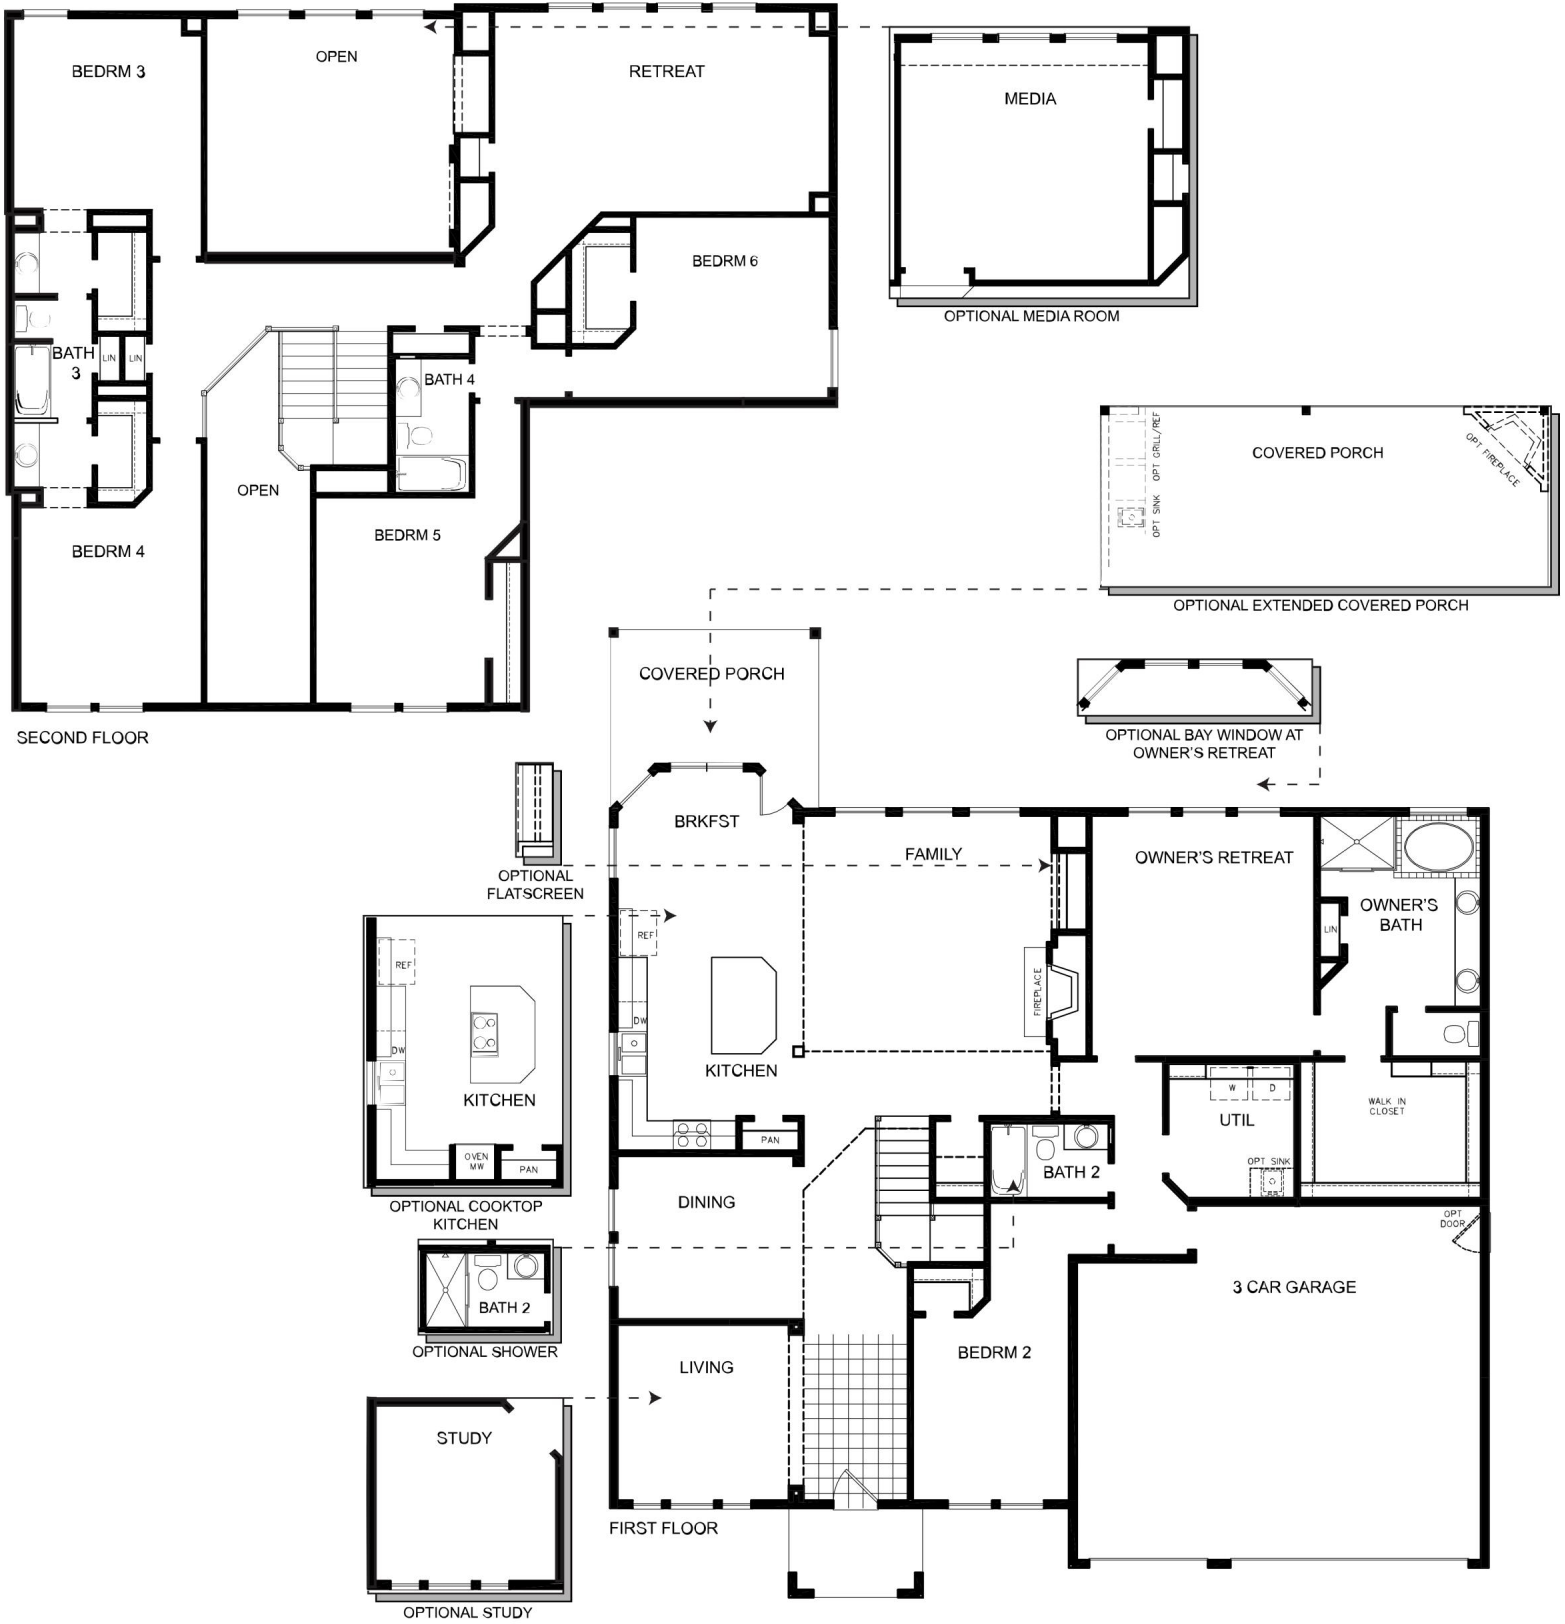 OPEN
BEDRM 3
RETREAT
MEDIA
BEDRM 6
OPTIONAL MEDIA ROOM
BATH
3
LIN
LIN
BATH 4
OPEN
BEDRM 5
BEDRM 4
SECOND FLOOR
COVERED PORCH
OPT GRILL/REF
OPT SINK
OPT FIREPLACE
OPTIONAL EXTENDED COVERED PORCH
COVERED PORCH
OPTIONAL BAY WINDOW AT
OWNER'S RETREAT
BRKFST
FAMILY
OWNER'S RETREAT
OPTIONAL
FLATSCREEN
OWNER'S
BATH
LIN
REF
REF
FIREPLACE
DW
DW
KITCHEN
KITCHEN
W
D
WALK IN
CLOSET
UTIL
PAN
OVEN
MW
PAN
OPT SINK
BATH 2
DINING
OPTIONAL COOKTOP
KITCHEN
OPT
DOOR
3 CAR GARAGE
BATH 2
OPTIONAL SHOWER
BEDRM 2
LIVING
STUDY
FIRST FLOOR
OPTIONAL STUDY